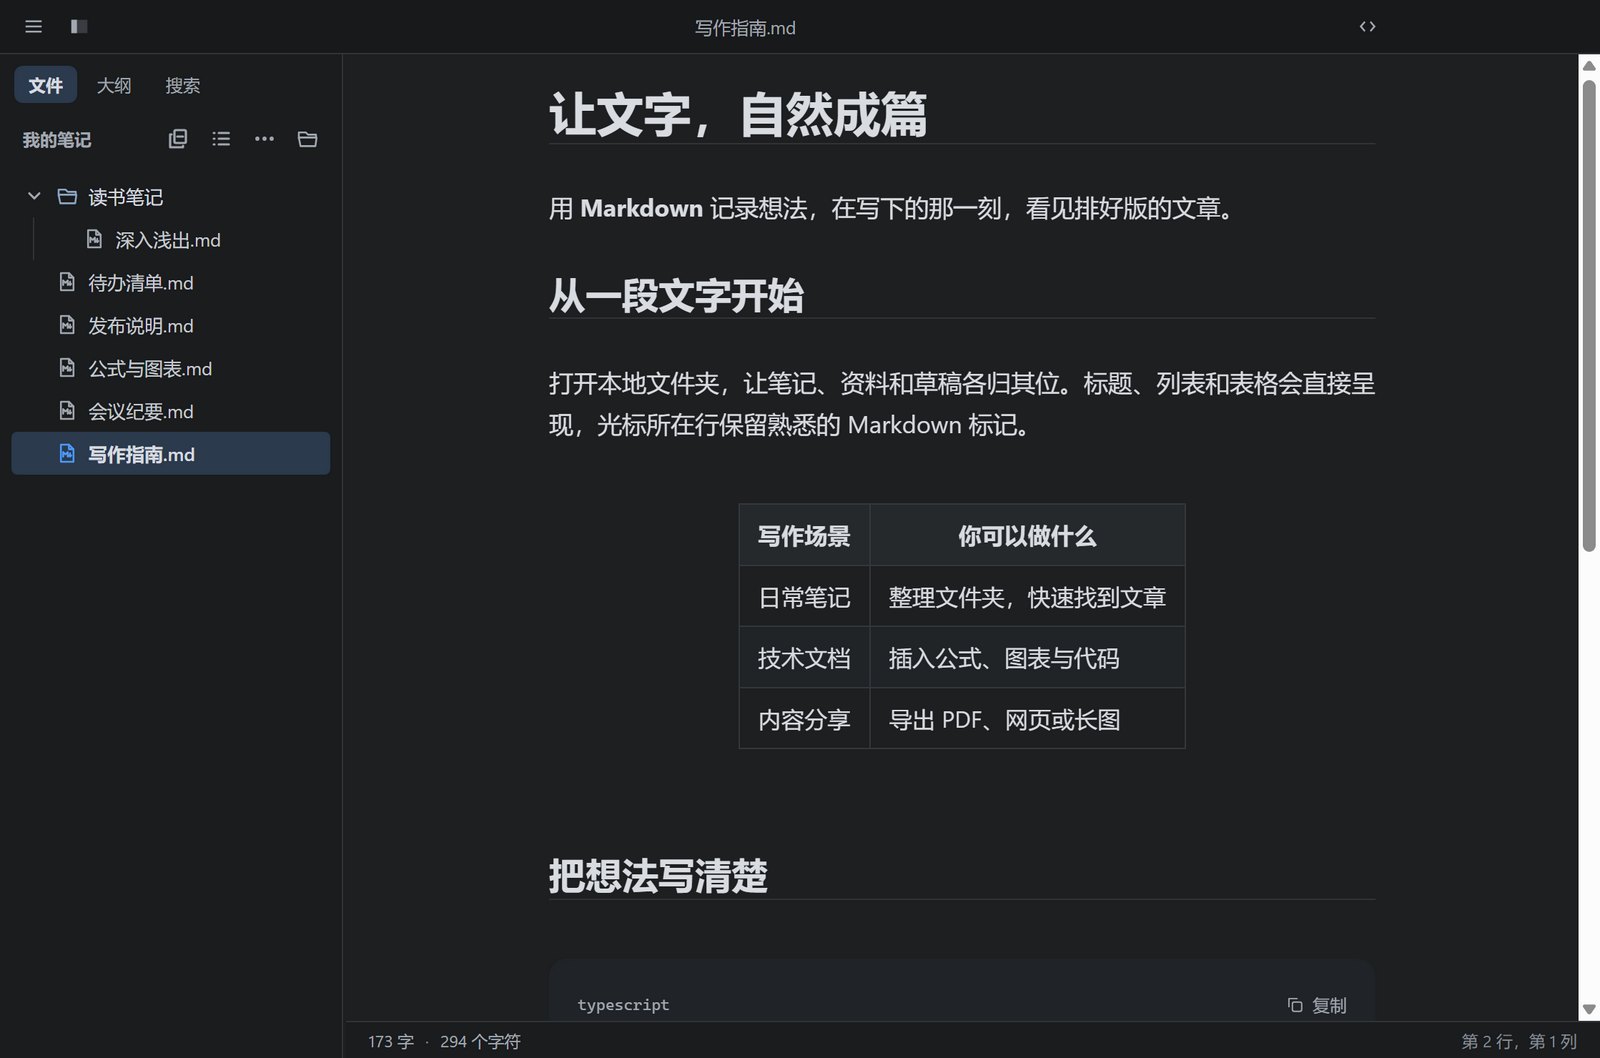 写作指南.md
文件 大纲 搜索
我的笔记
读书笔记
深入浅出.md
待办清单.md
发布说明.md
公式与图表.md
会议纪要.md
写作指南.md
让文字，自然成篇
用 Markdown 记录想法，在写下的那一刻，看见排好版的文章。
从一段文字开始
打开本地文件夹，让笔记、资料和草稿各归其位。标题、列表和表格会直接呈
现，光标所在行保留熟悉的 Markdown 标记。
写作场景 你可以做什么
日常笔记 整理文件夹，快速找到文章
技术文档 插入公式、图表与代码
内容分享 导出 PDF、网页或长图
把想法写清楚
typescript 复制
173 字 · 294 个字符 第 2 行，第 1 列